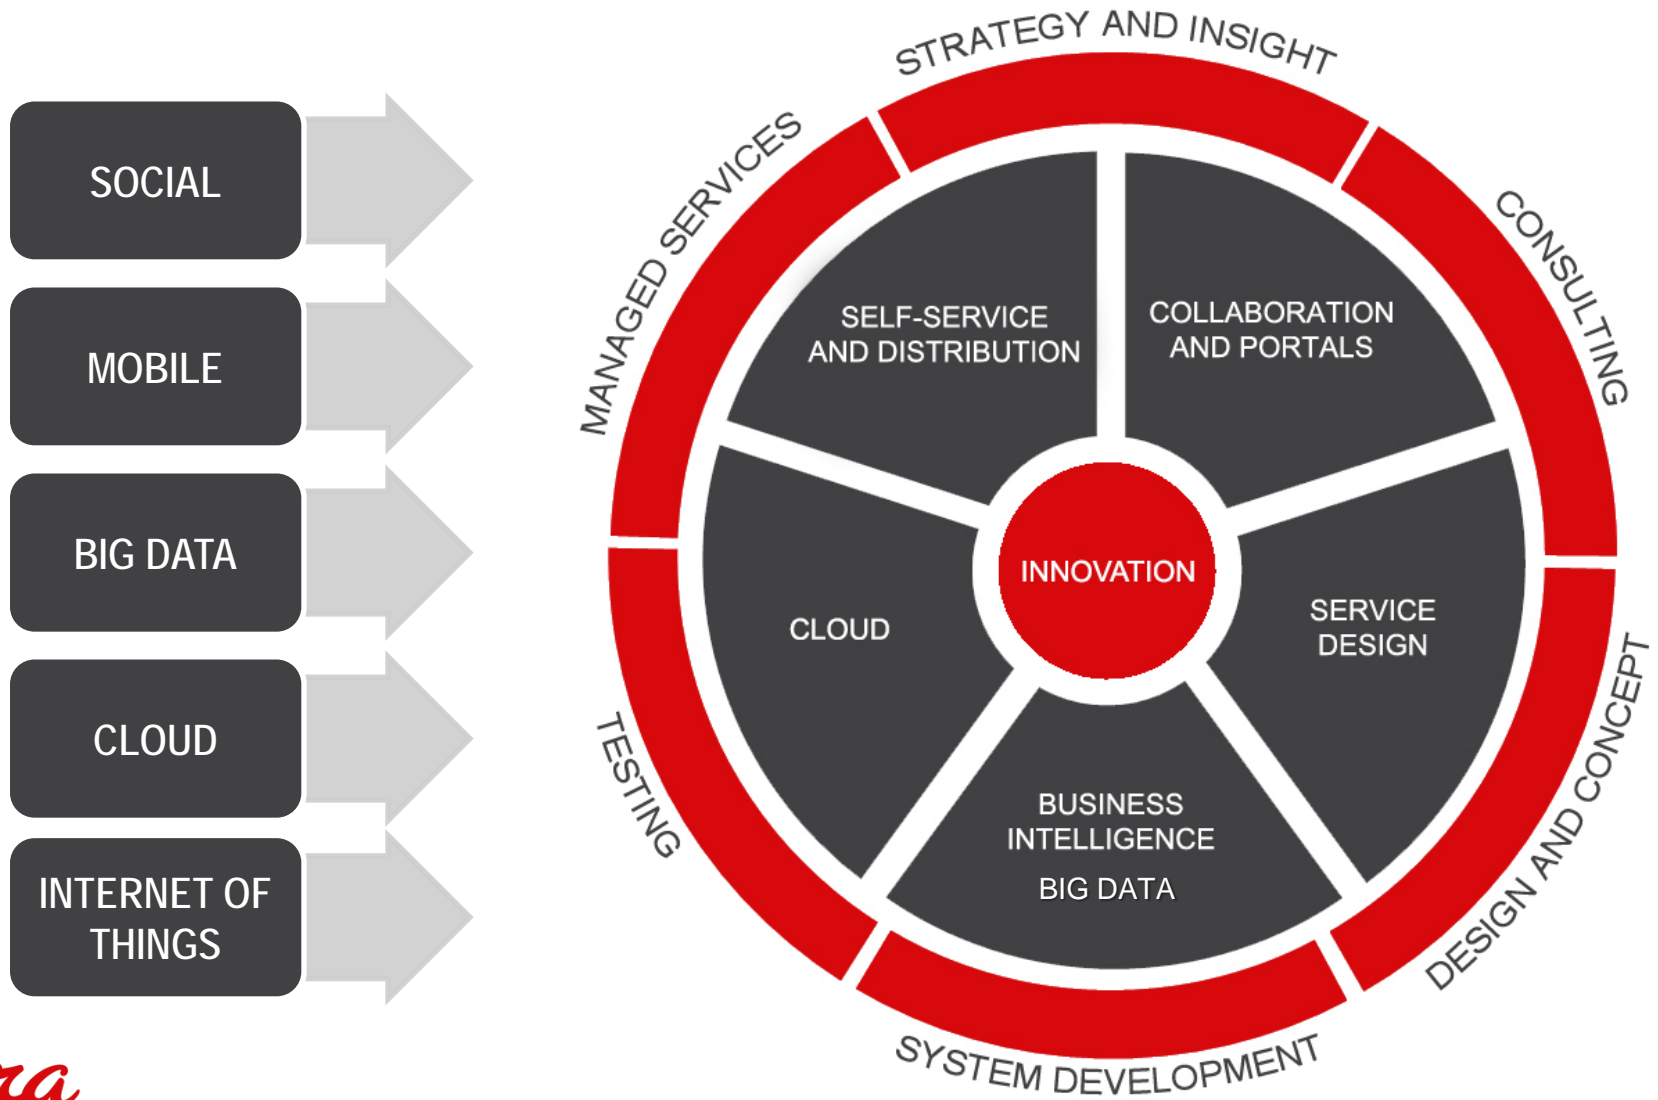 SOCIAL
MOBILE
BIG DATA
CLOUD
INTERNET OF
THINGS
STRATEGY AND INSIGHT
CONSULTING
DESIGN AND CONCEPT
SYSTEM DEVELOPMENT
TESTING
MANAGED SERVICES
SELF-SERVICE
AND DISTRIBUTION
COLLABORATION
AND PORTALS
SERVICE
DESIGN
BUSINESS
INTELLIGENCE
BIG DATA
CLOUD
INNOVATION